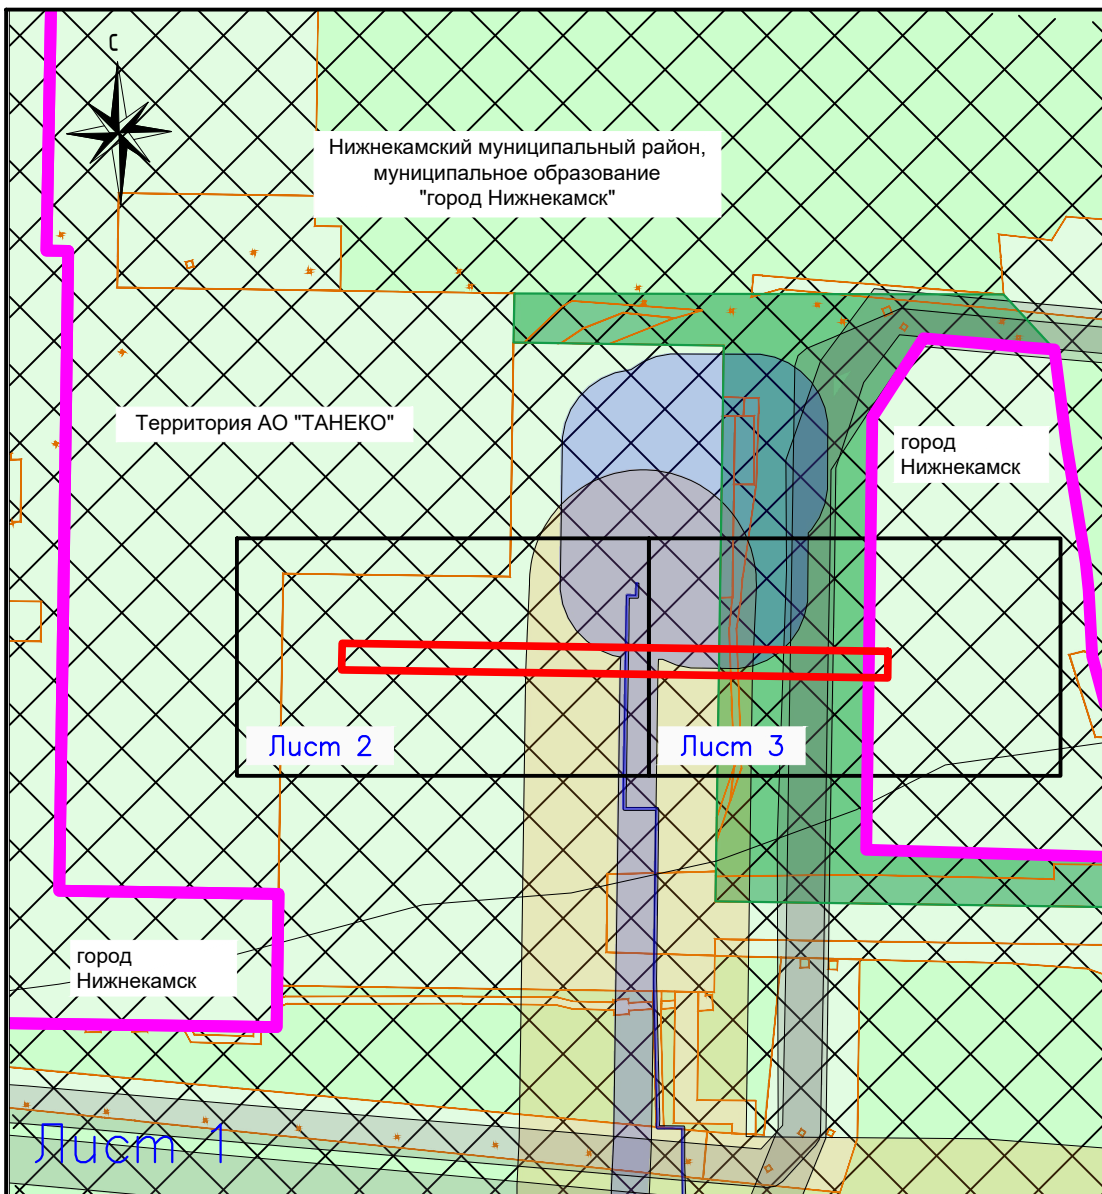 С
Нижнекамский муниципальный район,
муниципальное образование
"город Нижнекамск"
Территория АО "ТАНЕКО"
город
Нижнекамск
Лист 2
Лист 3
город
Нижнекамск
Лист 1